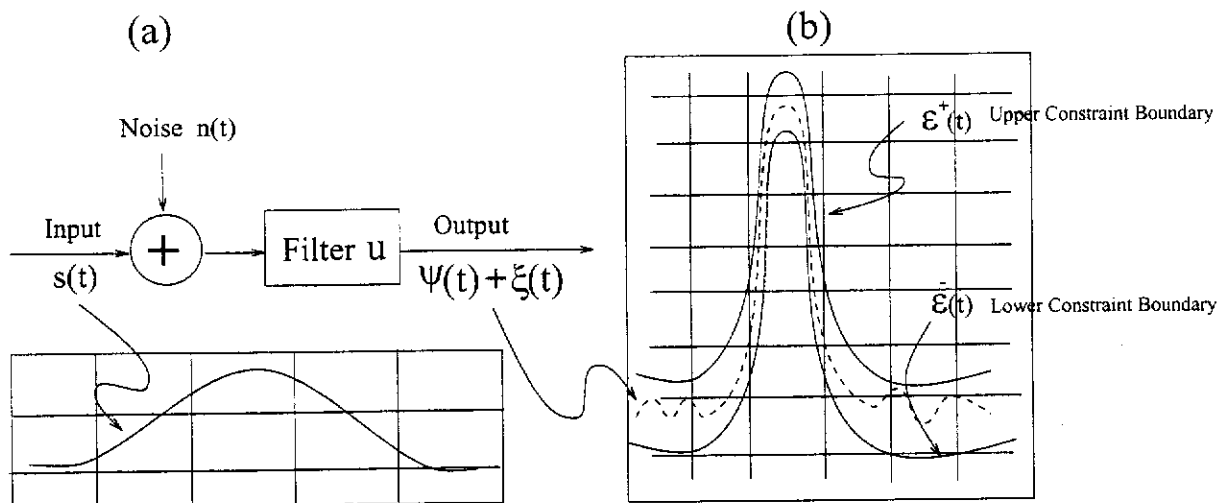 (a)
(b)
Noise n(t)
Input
s(t)
+
Filter u
Output
Ψ(t) + ξ(t)
ε⁺(t) Upper Constraint Boundary
ε⁻(t) Lower Constraint Boundary